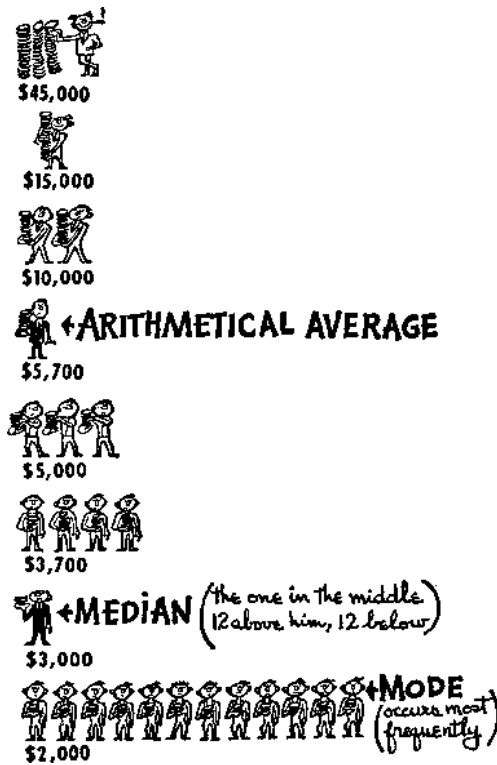 $45,000
$15,000
$10,000
←ARITHMETICAL AVERAGE
$5,700
$5,000
$3,700
←MEDIAN (the one in the middle
12 above him, 12 below)
$3,000
←MODE
(occurs most
frequently)
$2,000